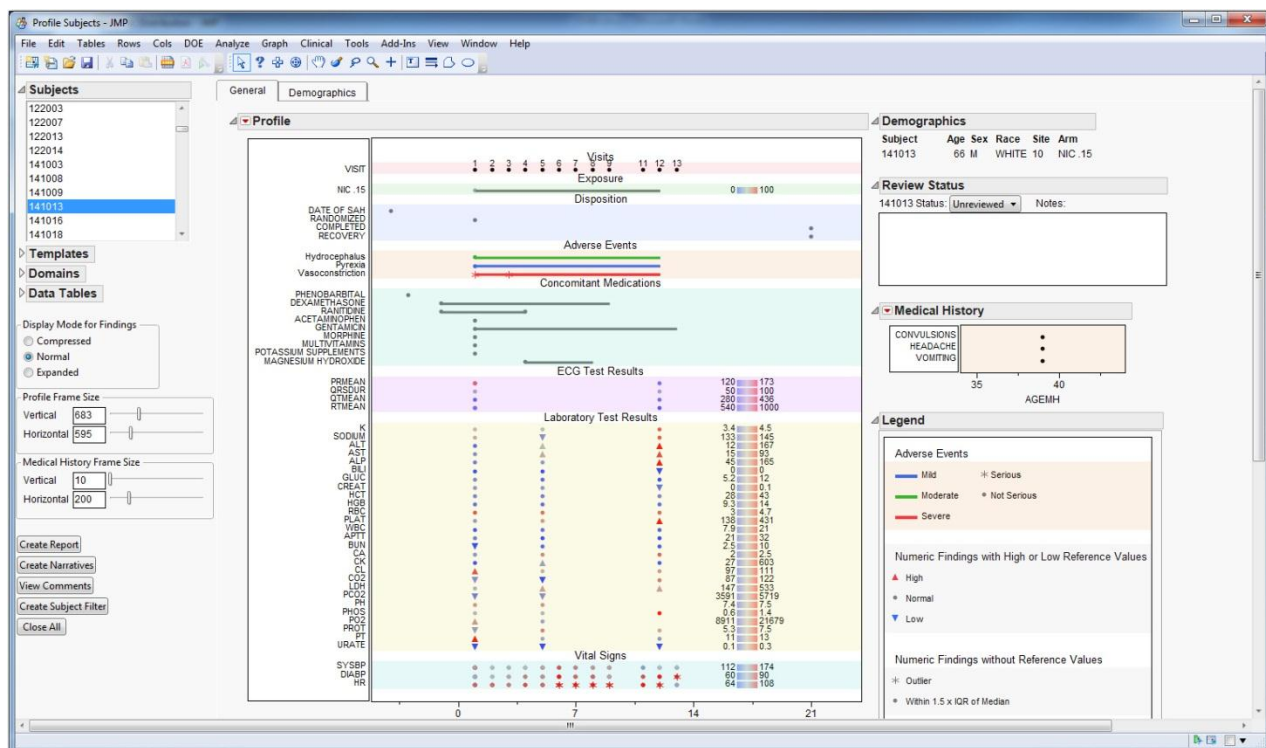 Profile Subjects - JMP
File Edit Tables Rows Cols DOE Analyze Graph Clinical Tools Add-Ins View Window Help
Subjects
122003
122007
122013
122014
141003
141008
141009
141013
141016
141018
Templates
Domains
Data Tables
Display Mode for Findings
Compressed
Normal
Expanded
Profile Frame Size
Vertical 683
Horizontal 595
Medical History Frame Size
Vertical 10
Horizontal 200
Create Report
Create Narratives
View Comments
Create Subject Filter
Close All
General Demographics
Profile
Visits
VISIT 1 2 3 4 5 6 7 8 9 11 12 13
Exposure
NIC .15 0 100
Disposition
DATE OF SAH
RANDOMIZED
COMPLETED
RECOVERY
Adverse Events
Hydrocephalus
Pyrexia
Vasoconstriction
Concomitant Medications
PHENOBARBITAL
DEXAMETHASONE
RANITIDINE
ACETAMINOPHEN
GENTAMICIN
MORPHINE
MULTIVITAMINS
POTASSIUM SUPPLEMENTS
MAGNESIUM HYDROXIDE
ECG Test Results
PRMEAN 120 173
QRSDUR 50 100
QTMEAN 280 436
RTMEAN 540 1000
Laboratory Test Results
K 3.4 4.5
SODIUM 133 145
ALT 12 167
AST 15 93
ALP 45 165
BILI 0 0
GLUC 5.2 12
CREAT 0 0.1
HCT 28 43
HGB 9.3 14
RBC 3 4.7
PLAT 138 431
WBC 7.9 21
APTT 21 32
BUN 2.5 10
CA 2 2.5
CK 27 603
CL 97 111
CO2 87 122
LDH 147 533
PCO2 3591 5719
PH 7.4 7.5
PHOS 0.6 1.4
PO2 8911 21679
PROT 5.3 7.5
PT 11 13
URATE 0.1 0.3
Vital Signs
SYSBP 112 174
DIABP 60 90
HR 64 108
0 7 14 21
Demographics
Subject Age Sex Race Site Arm
141013 66 M WHITE 10 NIC .15
Review Status
141013 Status: Unreviewed Notes:
Medical History
CONVULSIONS
HEADACHE
VOMITING
35 40
AGEMH
Legend
Adverse Events
Mild Serious
Moderate Not Serious
Severe
Numeric Findings with High or Low Reference Values
High
Normal
Low
Numeric Findings without Reference Values
Outlier
Within 1.5 x IQR of Median